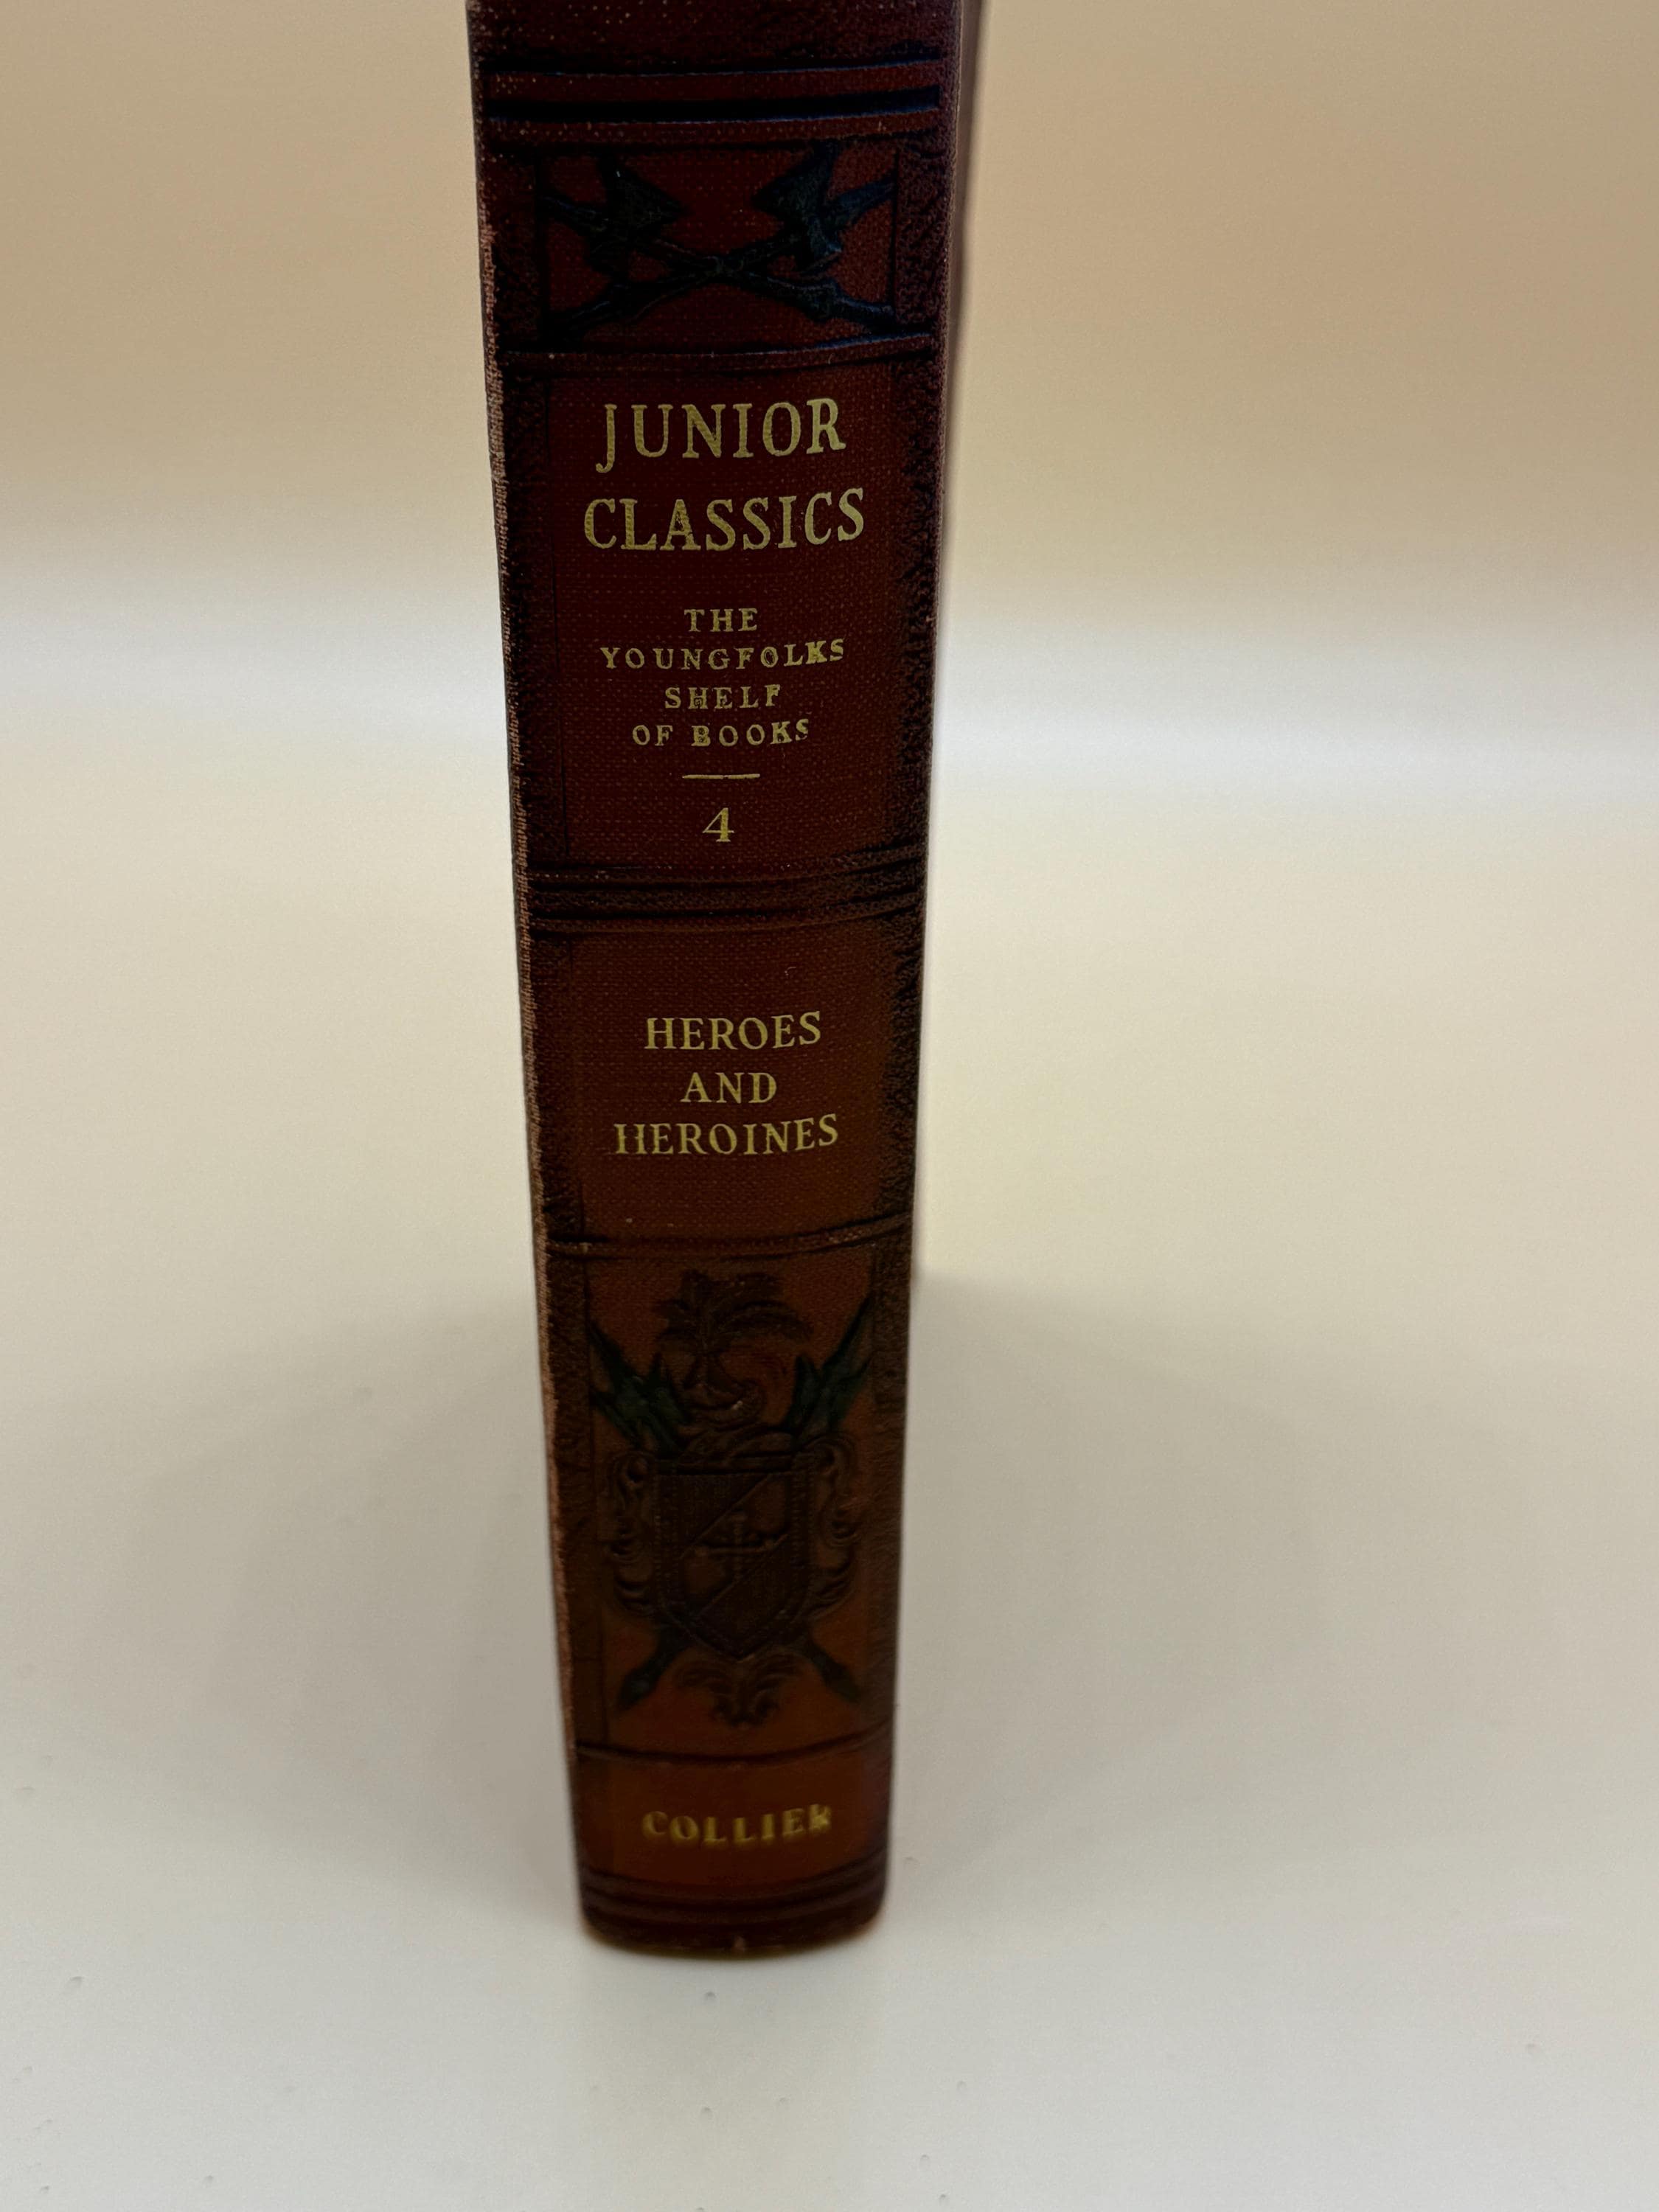 JUNIOR
CLASSICS
THE
YOUNGFOLKS
SHELF
OF BOOKS
4
HEROES
AND
HEROINES
COLLIER